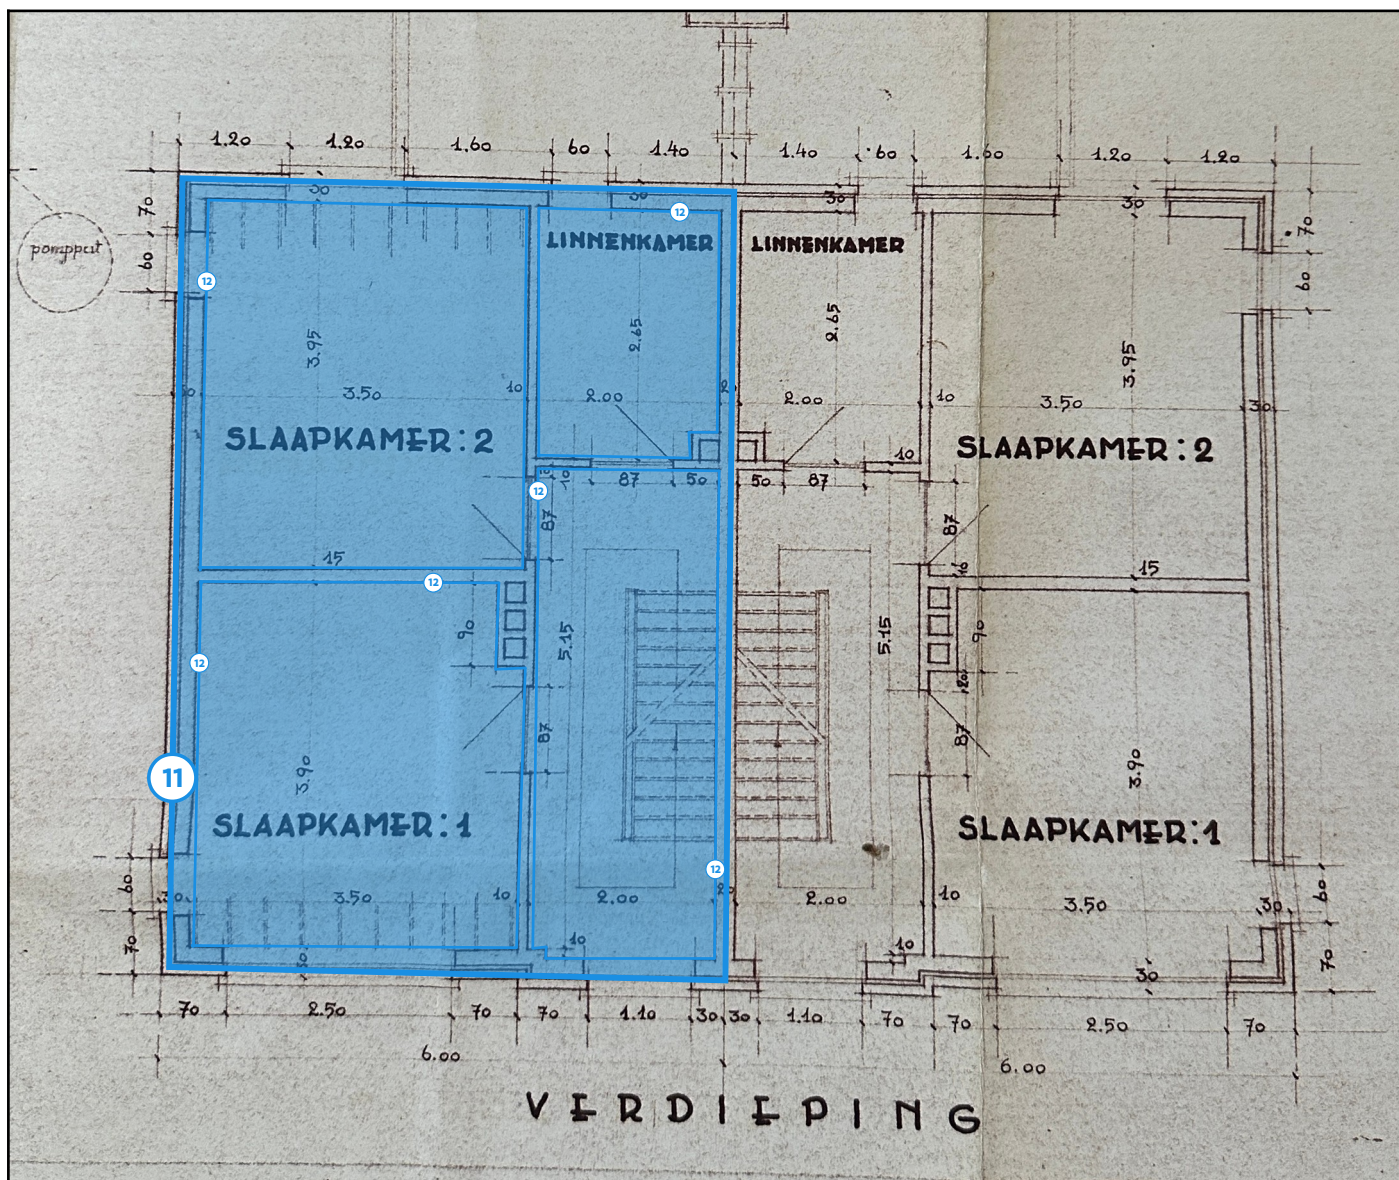 1.20 1.20 1.60 60 1.40 1.40 60 1.60 1.20 1.20
70 30 30 12 30 30 70
pompput
LINNENKAMER LINNENKAMER
60 12 60
3.95 2.65 2.65 3.95
3.50 10 2.00 2.00 10 3.50 30
SLAAPKAMER:2 SLAAPKAMER:2
10
10 87 50 50 87
12
87 87
15 10 15
12
90 5.15 5.15 90
12
20
87 87
3.90 3.90
11
SLAAPKAMER:1 SLAAPKAMER:1
12
60 30 3.50 10 2.00 2.00 10 3.50 30 60
70 30 10 10 30 70
70 2.50 70 70 1.10 30 30 1.10 70 70 2.50 70
6.00 6.00
VERDIEPING